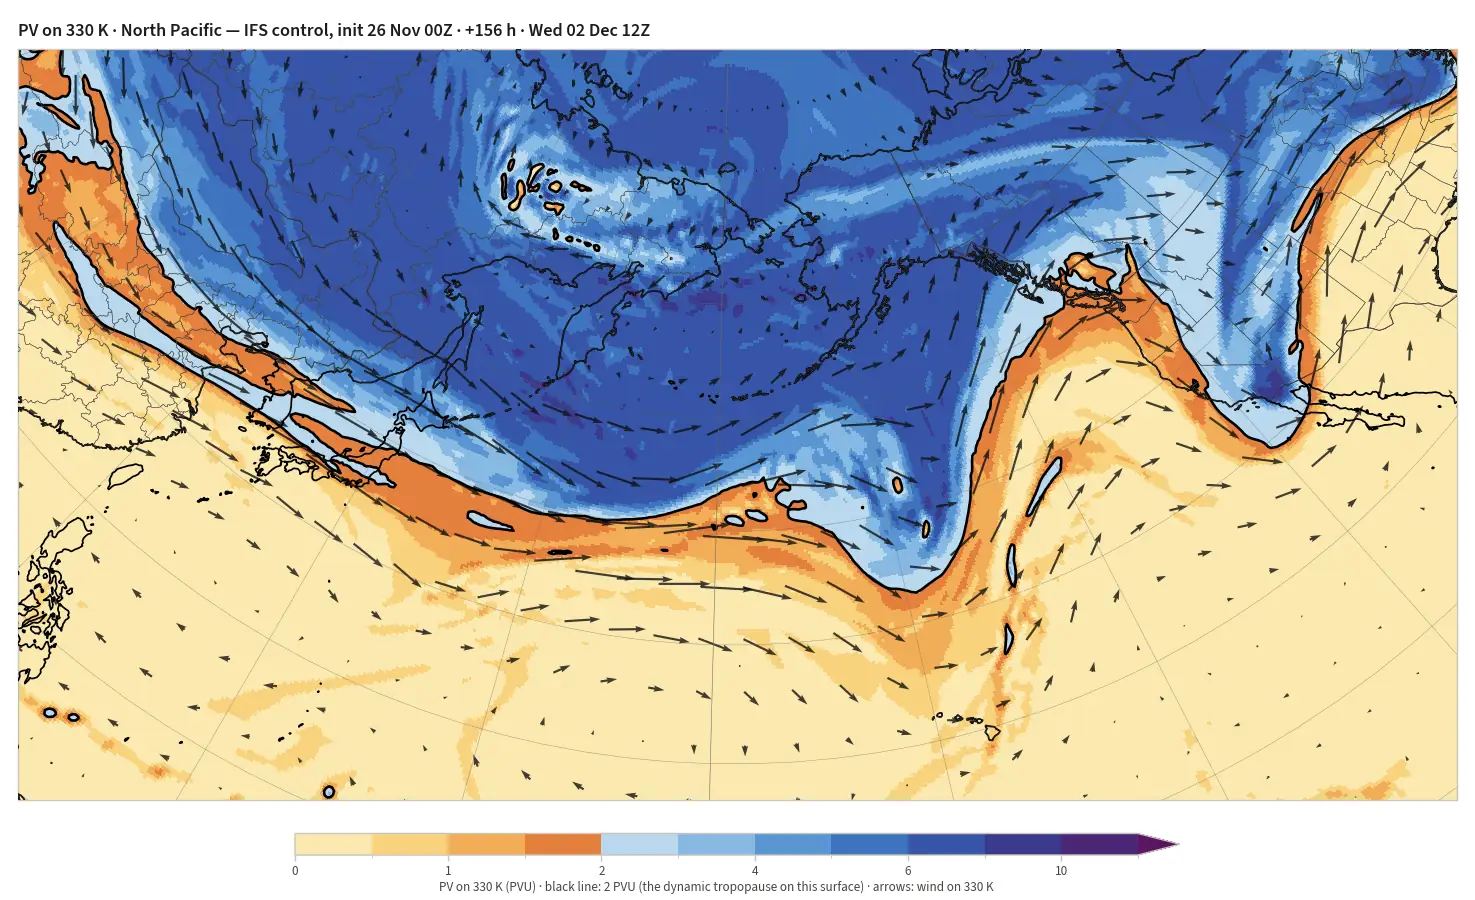 PV on 330 K · North Pacific — IFS control, init 26 Nov 00Z · +156 h · Wed 02 Dec 12Z
0 1 2 4 6 10
PV on 330 K (PVU) · black line: 2 PVU (the dynamic tropopause on this surface) · arrows: wind on 330 K